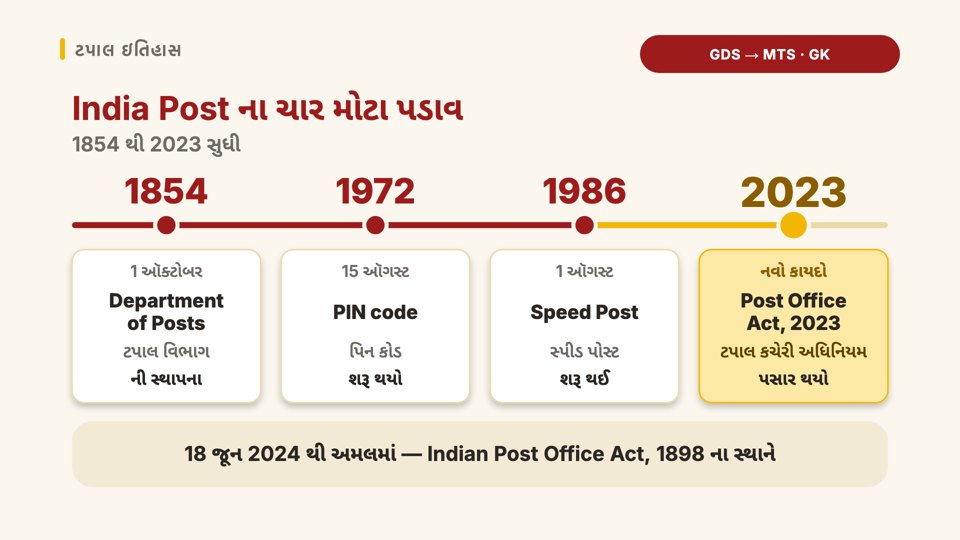 ટપાલ ઇતિહાસ
GDS → MTS · GK
India Post ના ચાર મોટા પડાવ
1854 થી 2023 સુધી
1854
1972
1986
2023
1 ઑક્ટોબર
Department
of Posts
ટપાલ વિભાગ
ની સ્થાપના
15 ઑગસ્ટ
PIN code
પિન કોડ
શરૂ થયો
1 ઑગસ્ટ
Speed Post
સ્પીડ પોસ્ટ
શરૂ થઈ
નવો કાયદો
Post Office
Act, 2023
ટપાલ કચેરી અધિનિયમ
પસાર થયો
18 જૂન 2024 થી અમલમાં — Indian Post Office Act, 1898 ના સ્થાને